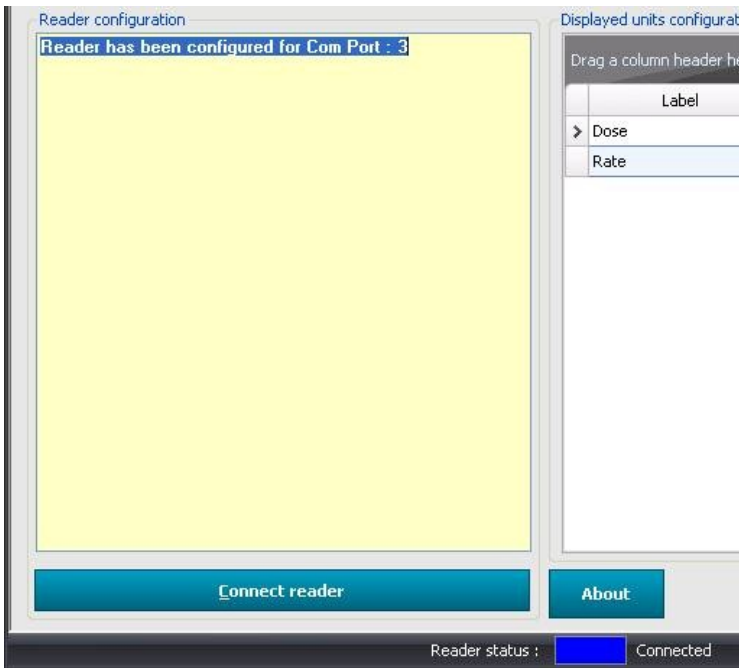 Reader configuration
Reader has been configured for Com Port : 3
Connect reader
Displayed units configurat
Drag a column header he
Label
Dose
Rate
About
Reader status :
Connected